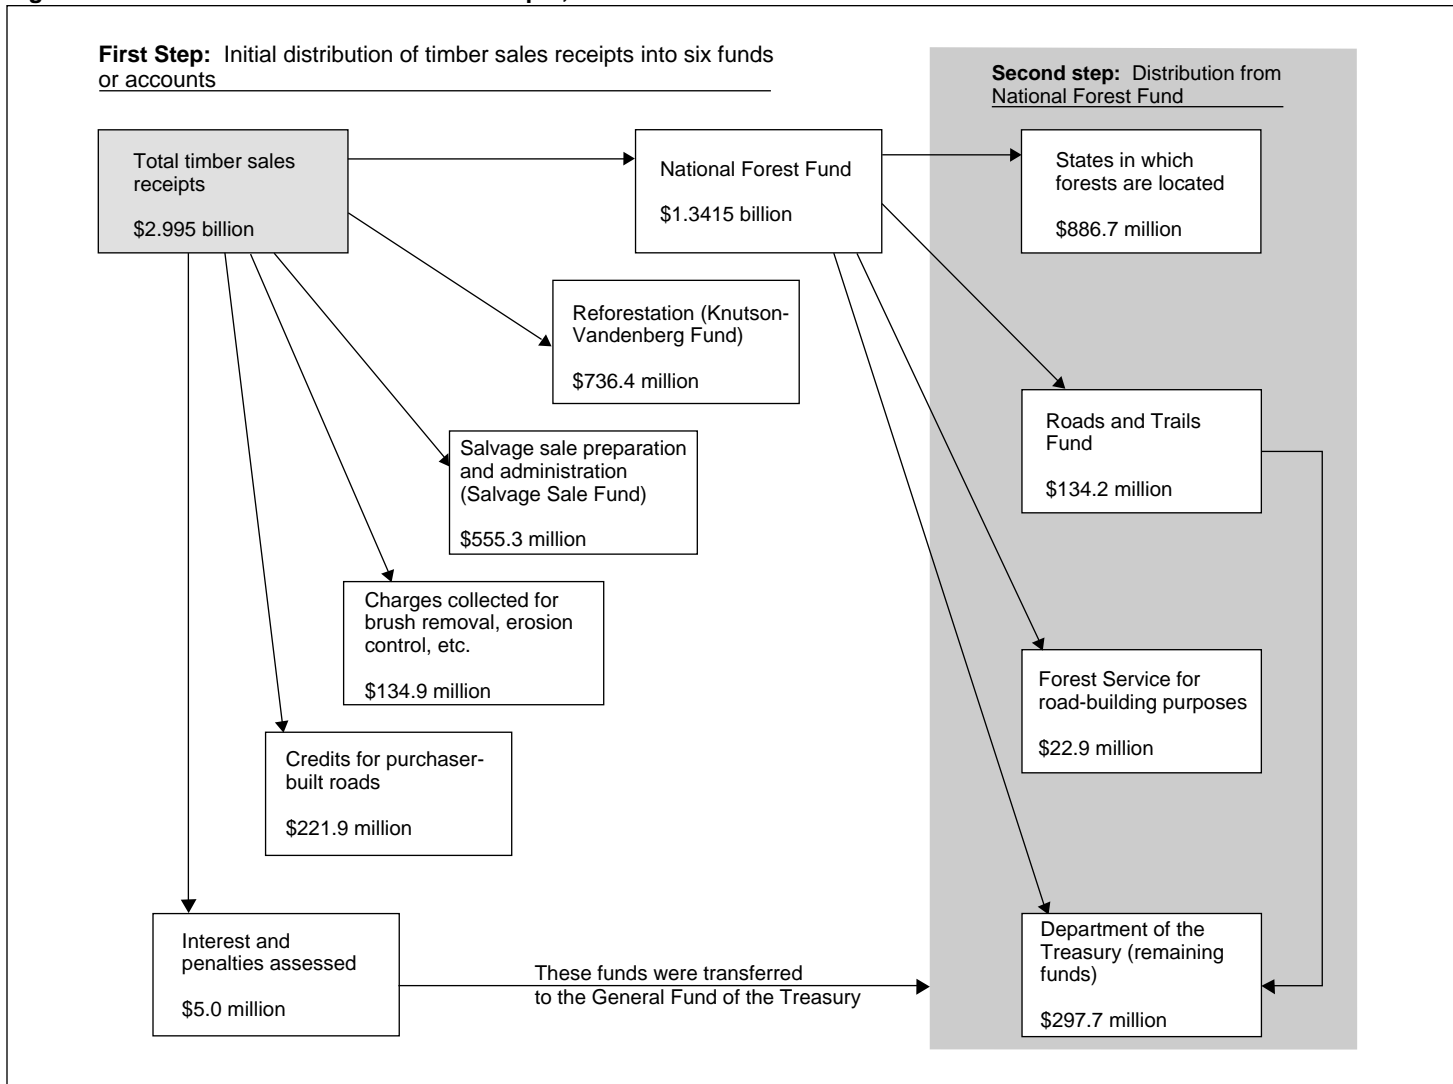 First Step: Initial distribution of timber sales receipts into six funds
or accounts
Second step: Distribution from
National Forest Fund
Total timber sales
receipts
$2.995 billion
National Forest Fund
$1.3415 billion
States in which
forests are located
$886.7 million
Reforestation (Knutson-
Vandenberg Fund)
$736.4 million
Roads and Trails
Fund
$134.2 million
Salvage sale preparation
and administration
(Salvage Sale Fund)
$555.3 million
Charges collected for
brush removal, erosion
control, etc.
$134.9 million
Forest Service for
road-building purposes
$22.9 million
Credits for purchaser-
built roads
$221.9 million
Interest and
penalties assessed
$5.0 million
These funds were transferred
to the General Fund of the Treasury
Department of the
Treasury (remaining
funds)
$297.7 million